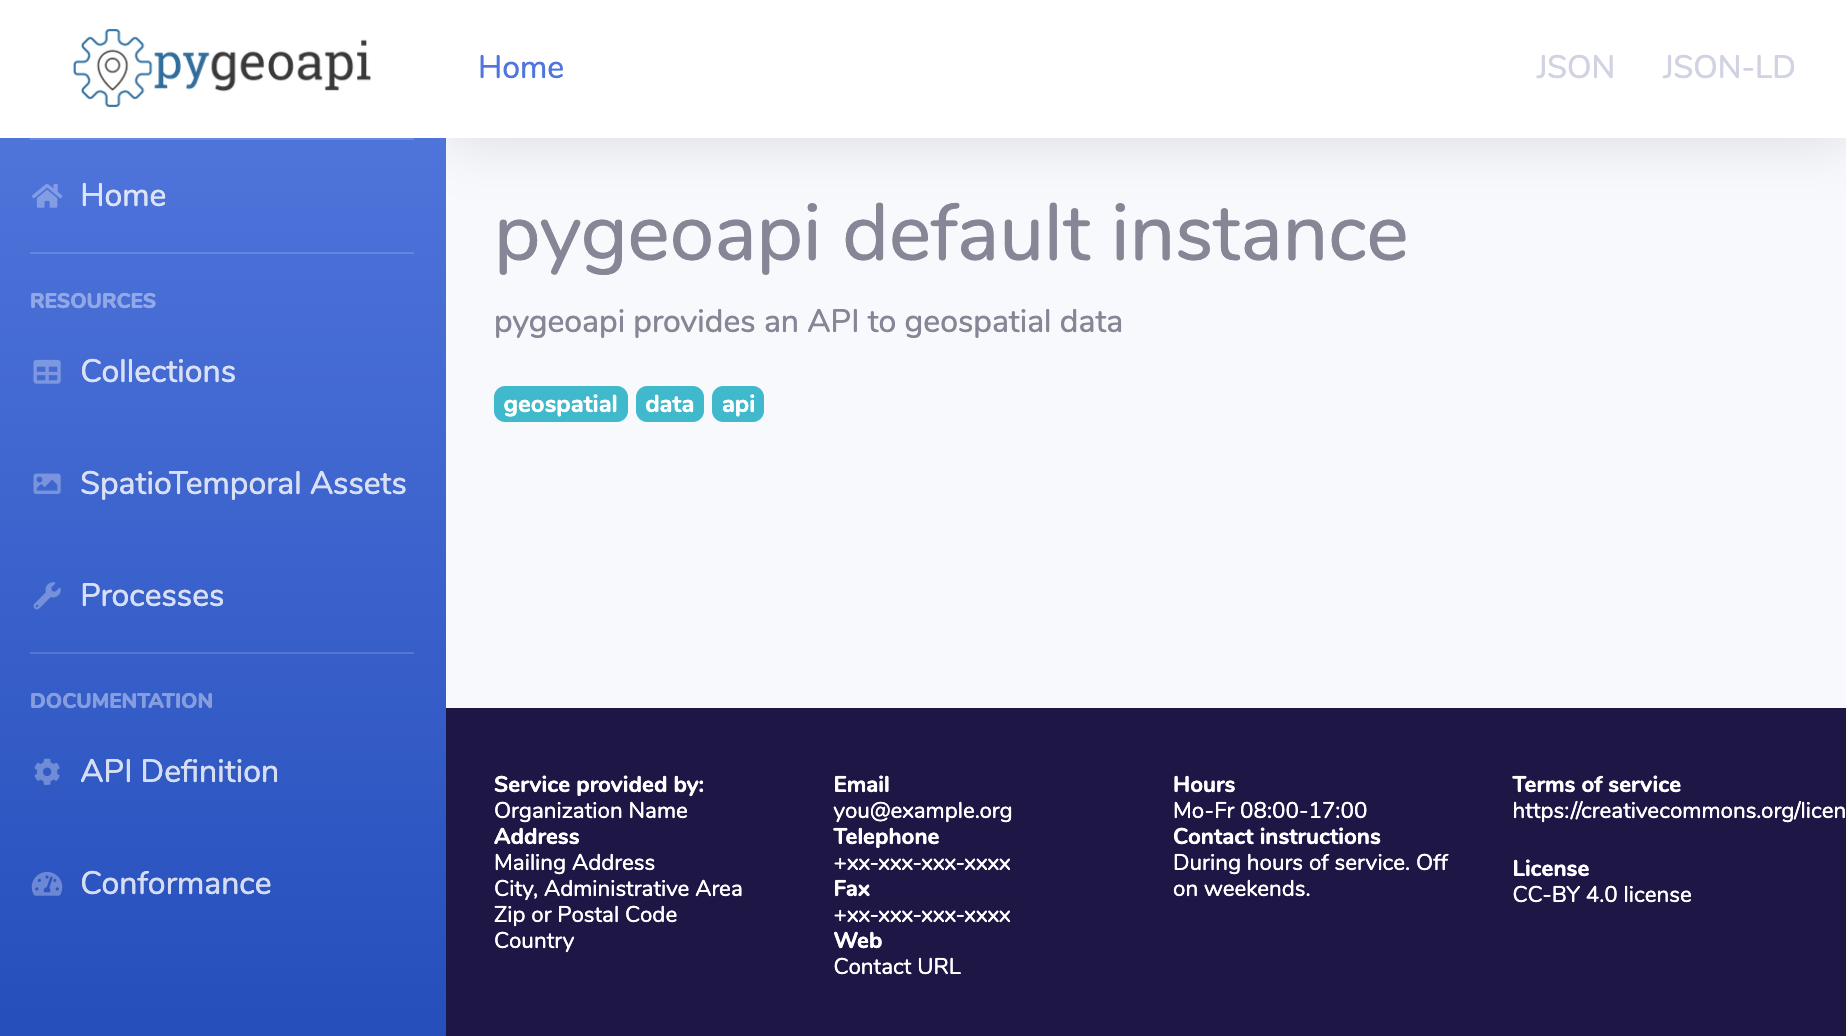 pygeoapi
Home
JSON
JSON-LD
Home
RESOURCES
Collections
SpatioTemporal Assets
Processes
DOCUMENTATION
API Definition
Conformance
pygeoapi default instance
pygeoapi provides an API to geospatial data
geospatial data api
Service provided by:
Organization Name
Address
Mailing Address
City, Administrative Area
Zip or Postal Code
Country
Email
you@example.org
Telephone
+xx-xxx-xxx-xxxx
Fax
+xx-xxx-xxx-xxxx
Web
Contact URL
Hours
Mo-Fr 08:00-17:00
Contact instructions
During hours of service. Off
on weekends.
Terms of service
https://creativecommons.org/licen
License
CC-BY 4.0 license